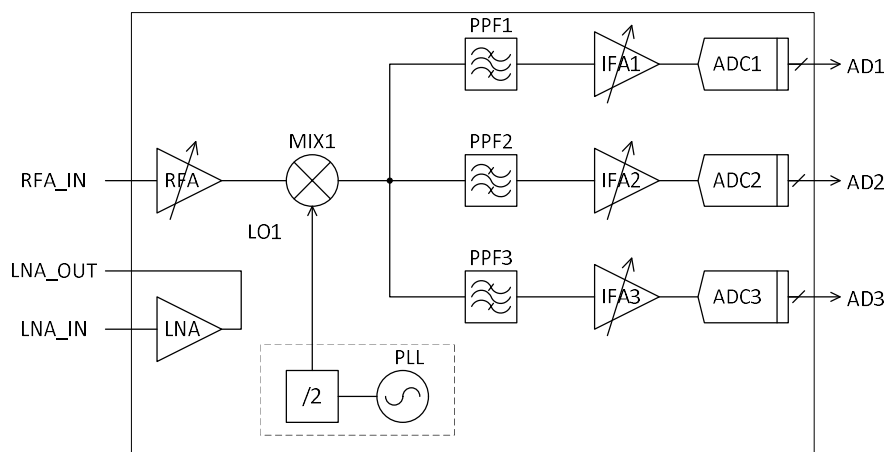 PPF1
IFA1
ADC1
AD1
MIX1
RFA_IN
RFA
PPF2
IFA2
ADC2
AD2
LO1
LNA_OUT
PPF3
IFA3
ADC3
AD3
LNA_IN
LNA
PLL
/2